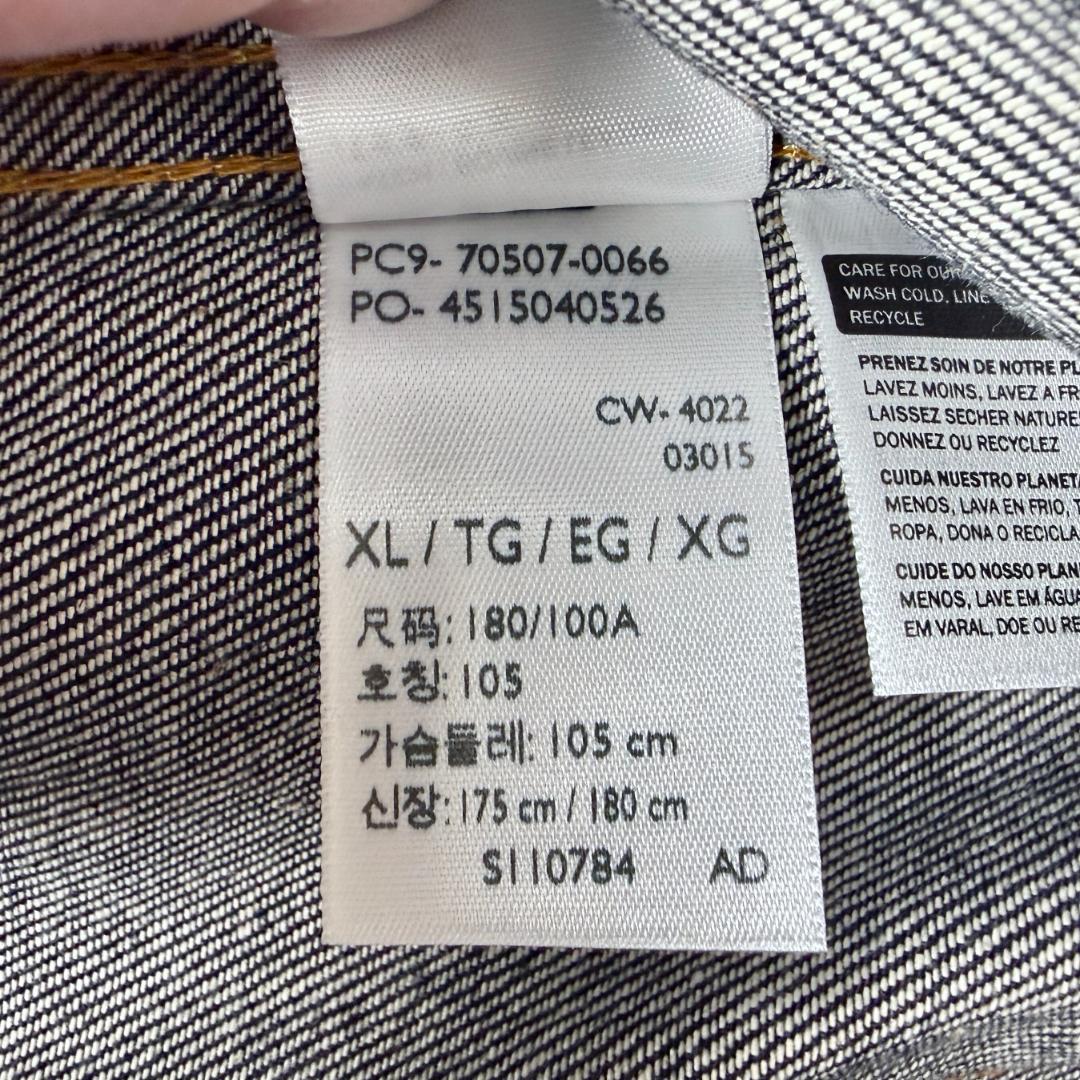 PC9- 70507-0066
PO- 4515040526
CW- 4022
03015
XL / TG / EG / XG
尺码: 180/100A
호칭: 105
가슴둘레: 105 cm
신장: 175 cm / 180 cm
S110784 AD
CARE FOR OUR
WASH COLD, LINE
RECYCLE
PRENEZ SOIN DE NOTRE PL
LAVEZ MOINS, LAVEZ A FR
LAISSEZ SECHER NATURE
DONNEZ OU RECYCLEZ
CUIDA NUESTRO PLANETA
MENOS, LAVA EN FRIO, T
ROPA, DONA O RECICLA
CUIDE DO NOSSO PLAN
MENOS, LAVE EM ÁGUA
EM VARAL, DOE OU RE